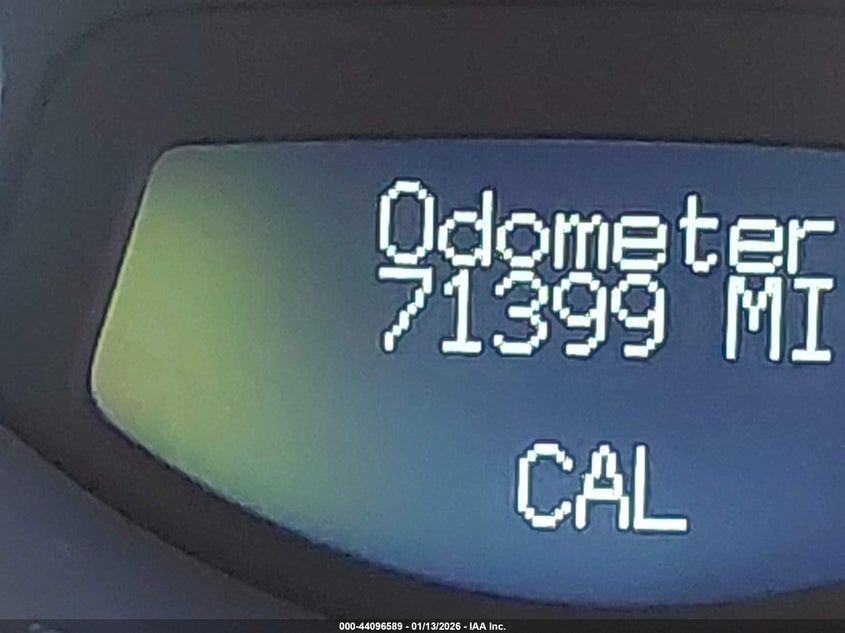 Odometer
71399 MI
CAL
000-44096589 - 01/13/2026 - IAA Inc.